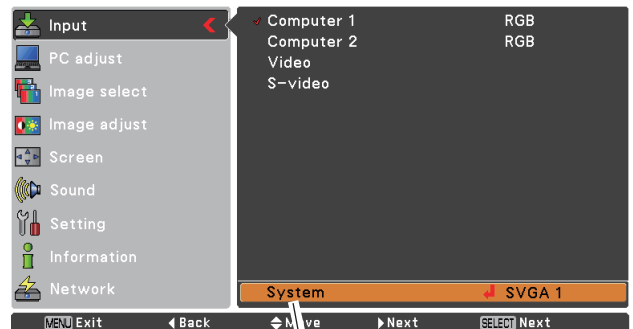 Input
PC adjust
Image select
Image adjust
Screen
Sound
Setting
Information
Network
Computer 1 RGB
Computer 2 RGB
Video
S-video
System SVGA 1
MENU Exit Back Move Next SELECT Next